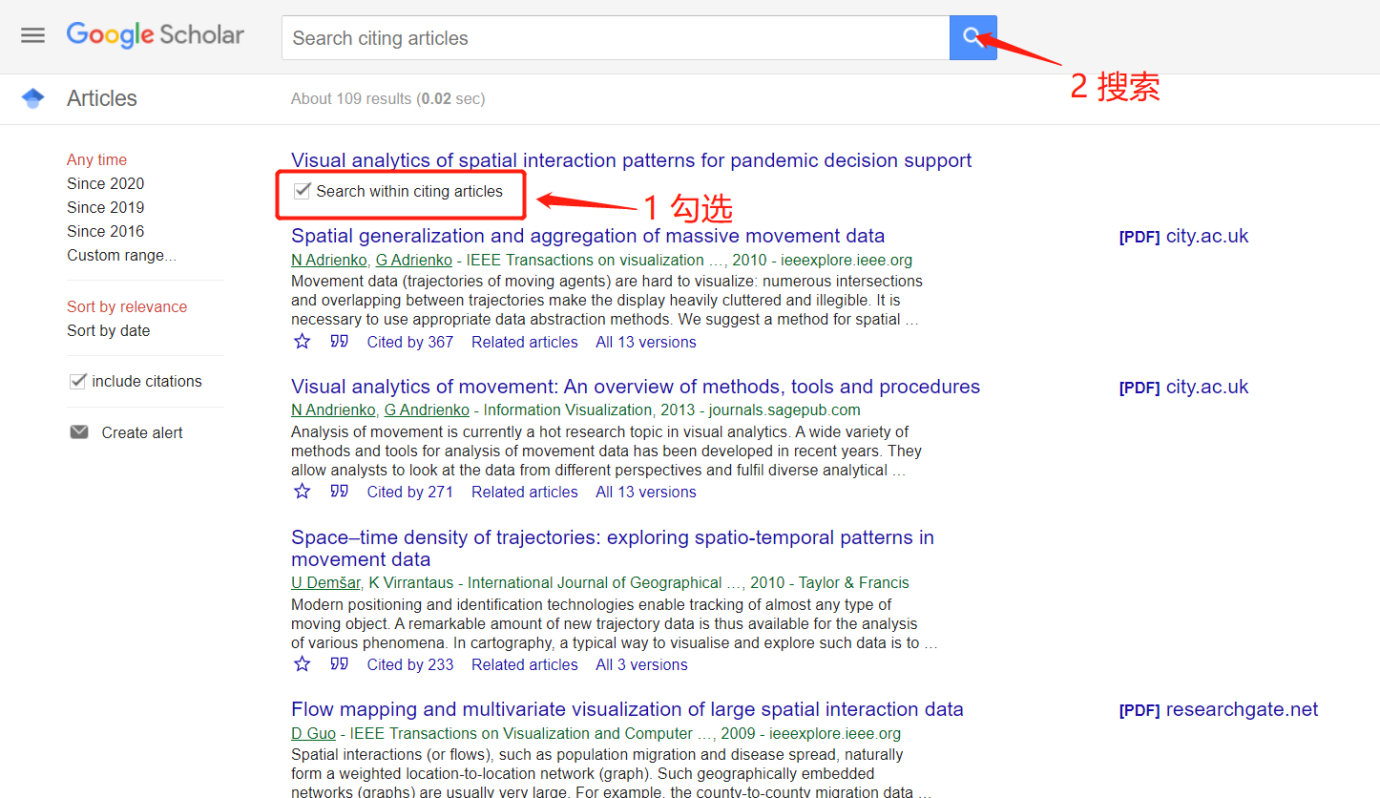 Google Scholar
Search citing articles
2 搜索
Articles
About 109 results (0.02 sec)
Any time
Since 2020
Since 2019
Since 2016
Custom range...
Sort by relevance
Sort by date
include citations
Create alert
Visual analytics of spatial interaction patterns for pandemic decision support
Search within citing articles
1 勾选
Spatial generalization and aggregation of massive movement data
[PDF] city.ac.uk
N Adrienko, G Adrienko - IEEE Transactions on visualization …, 2010 - ieeexplore.ieee.org
Movement data (trajectories of moving agents) are hard to visualize: numerous intersections
and overlapping between trajectories make the display heavily cluttered and illegible. It is
necessary to use appropriate data abstraction methods. We suggest a method for spatial …
Cited by 367 Related articles All 13 versions
Visual analytics of movement: An overview of methods, tools and procedures
[PDF] city.ac.uk
N Andrienko, G Andrienko - Information Visualization, 2013 - journals.sagepub.com
Analysis of movement is currently a hot research topic in visual analytics. A wide variety of
methods and tools for analysis of movement data has been developed in recent years. They
allow analysts to look at the data from different perspectives and fulfil diverse analytical …
Cited by 271 Related articles All 13 versions
Space–time density of trajectories: exploring spatio-temporal patterns in
movement data
U Demšar, K Virrantaus - International Journal of Geographical …, 2010 - Taylor & Francis
Modern positioning and identification technologies enable tracking of almost any type of
moving object. A remarkable amount of new trajectory data is thus available for the analysis
of various phenomena. In cartography, a typical way to visualise and explore such data is to …
Cited by 233 Related articles All 3 versions
Flow mapping and multivariate visualization of large spatial interaction data
[PDF] researchgate.net
D Guo - IEEE Transactions on Visualization and Computer …, 2009 - ieeexplore.ieee.org
Spatial interactions (or flows), such as population migration and disease spread, naturally
form a weighted location-to-location network (graph). Such geographically embedded
networks (graphs) are usually very large. For example, the county-to-county migration data …